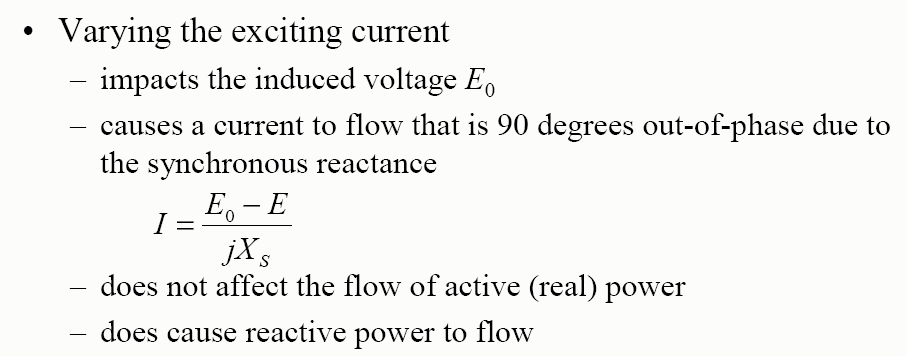 • Varying the exciting current
– impacts the induced voltage E₀
– causes a current to flow that is 90 degrees out-of-phase due to
the synchronous reactance
I = (E₀ − E) / jXₛ
– does not affect the flow of active (real) power
– does cause reactive power to flow